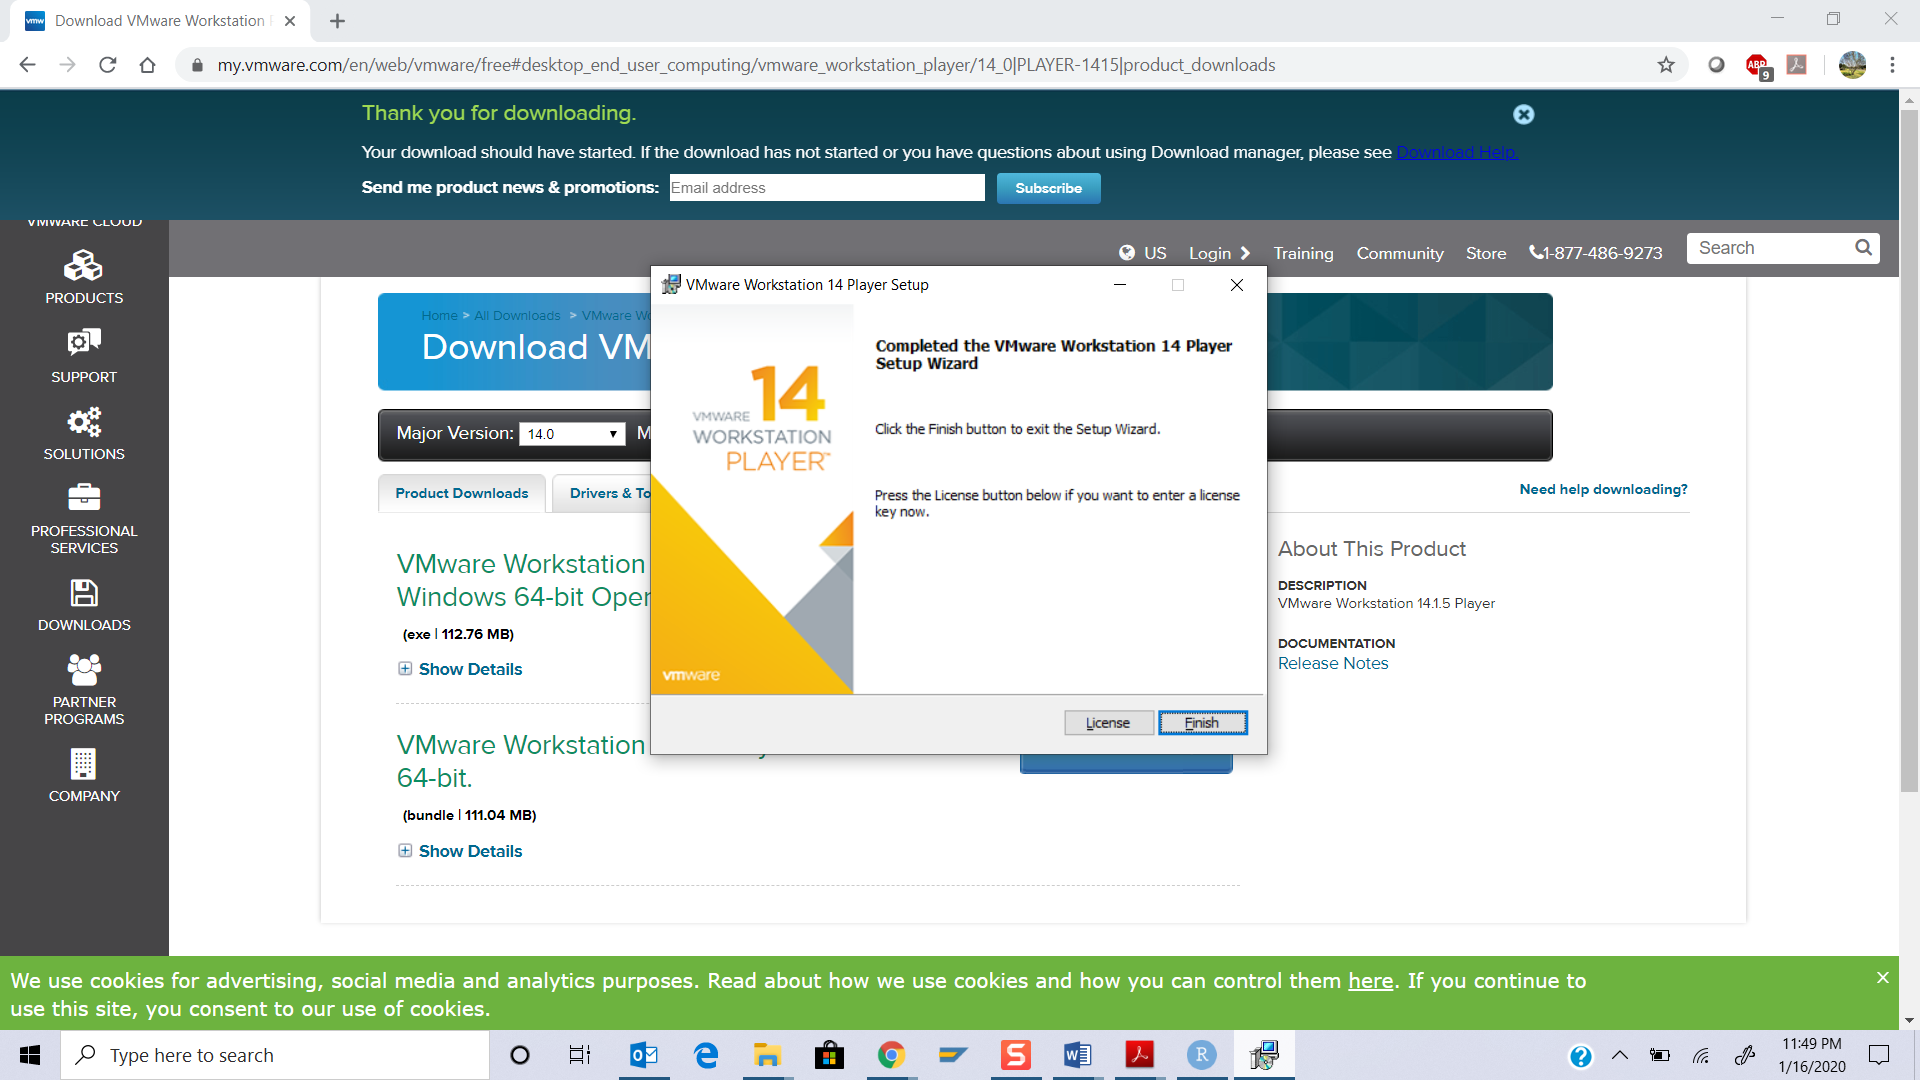 Download VMware Workstation P
my.vmware.com/en/web/vmware/free#desktop_end_user_computing/vmware_workstation_player/14_0|PLAYER-1415|product_downloads
ABP
9
Thank you for downloading.
Your download should have started. If the download has not started or you have questions about using Download manager, please see Download Help.
Send me product news & promotions: Email address Subscribe
VMWARE CLOUD
US Login Training Community Store 1-877-486-9273 Search
PRODUCTS
SUPPORT
SOLUTIONS
PROFESSIONAL
SERVICES
DOWNLOADS
PARTNER
PROGRAMS
COMPANY
Home > All Downloads > VMware Wo
Download VM
Major Version: 14.0 M
Product Downloads Drivers & To
Need help downloading?
VMware Workstation
Windows 64-bit Oper
(exe | 112.76 MB)
Show Details
VMware Workstation
64-bit.
(bundle | 111.04 MB)
Show Details
About This Product
DESCRIPTION
VMware Workstation 14.1.5 Player
DOCUMENTATION
Release Notes
VMware Workstation 14 Player Setup
14
VMWARE
WORKSTATION
PLAYER™
vmware
Completed the VMware Workstation 14 Player
Setup Wizard
Click the Finish button to exit the Setup Wizard.
Press the License button below if you want to enter a license
key now.
License Finish
We use cookies for advertising, social media and analytics purposes. Read about how we use cookies and how you can control them here. If you continue to
use this site, you consent to our use of cookies.
Type here to search
11:49 PM
1/16/2020